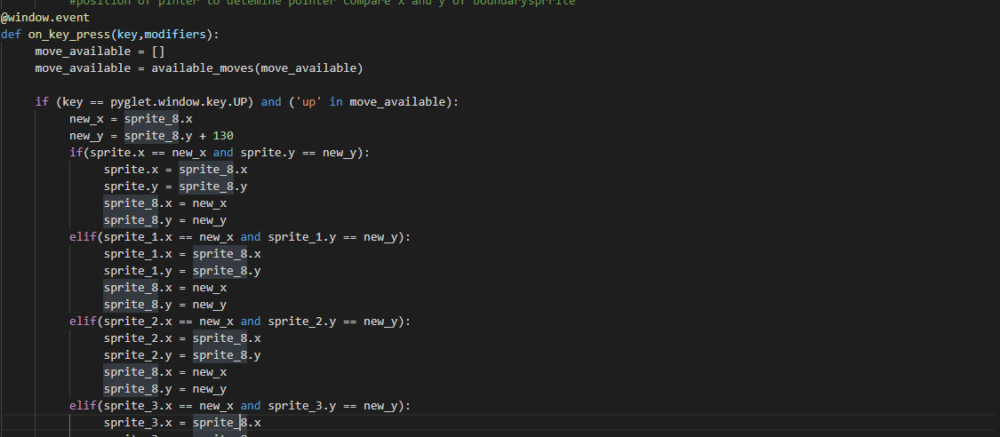 #position of pinter to detemine pointer compare x and y of boundarysprrite
@window.event
def on_key_press(key,modifiers):
    move_available = []
    move_available = available_moves(move_available)

    if (key == pyglet.window.key.UP) and ('up' in move_available):
        new_x = sprite_8.x
        new_y = sprite_8.y + 130
        if(sprite.x == new_x and sprite.y == new_y):
            sprite.x = sprite_8.x
            sprite.y = sprite_8.y
            sprite_8.x = new_x
            sprite_8.y = new_y
        elif(sprite_1.x == new_x and sprite_1.y == new_y):
            sprite_1.x = sprite_8.x
            sprite_1.y = sprite_8.y
            sprite_8.x = new_x
            sprite_8.y = new_y
        elif(sprite_2.x == new_x and sprite_2.y == new_y):
            sprite_2.x = sprite_8.x
            sprite_2.y = sprite_8.y
            sprite_8.x = new_x
            sprite_8.y = new_y
        elif(sprite_3.x == new_x and sprite_3.y == new_y):
            sprite_3.x = sprite_8.x